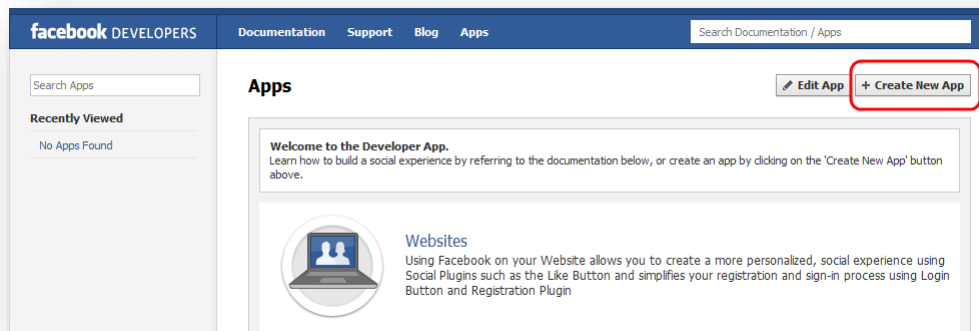 facebook DEVELOPERS
Documentation Support Blog Apps
Search Documentation / Apps
Search Apps
Recently Viewed
No Apps Found
Apps
Edit App
+ Create New App
Welcome to the Developer App.
Learn how to build a social experience by referring to the documentation below, or create an app by clicking on the 'Create New App' button
above.
Websites
Using Facebook on your Website allows you to create a more personalized, social experience using
Social Plugins such as the Like Button and simplifies your registration and sign-in process using Login
Button and Registration Plugin